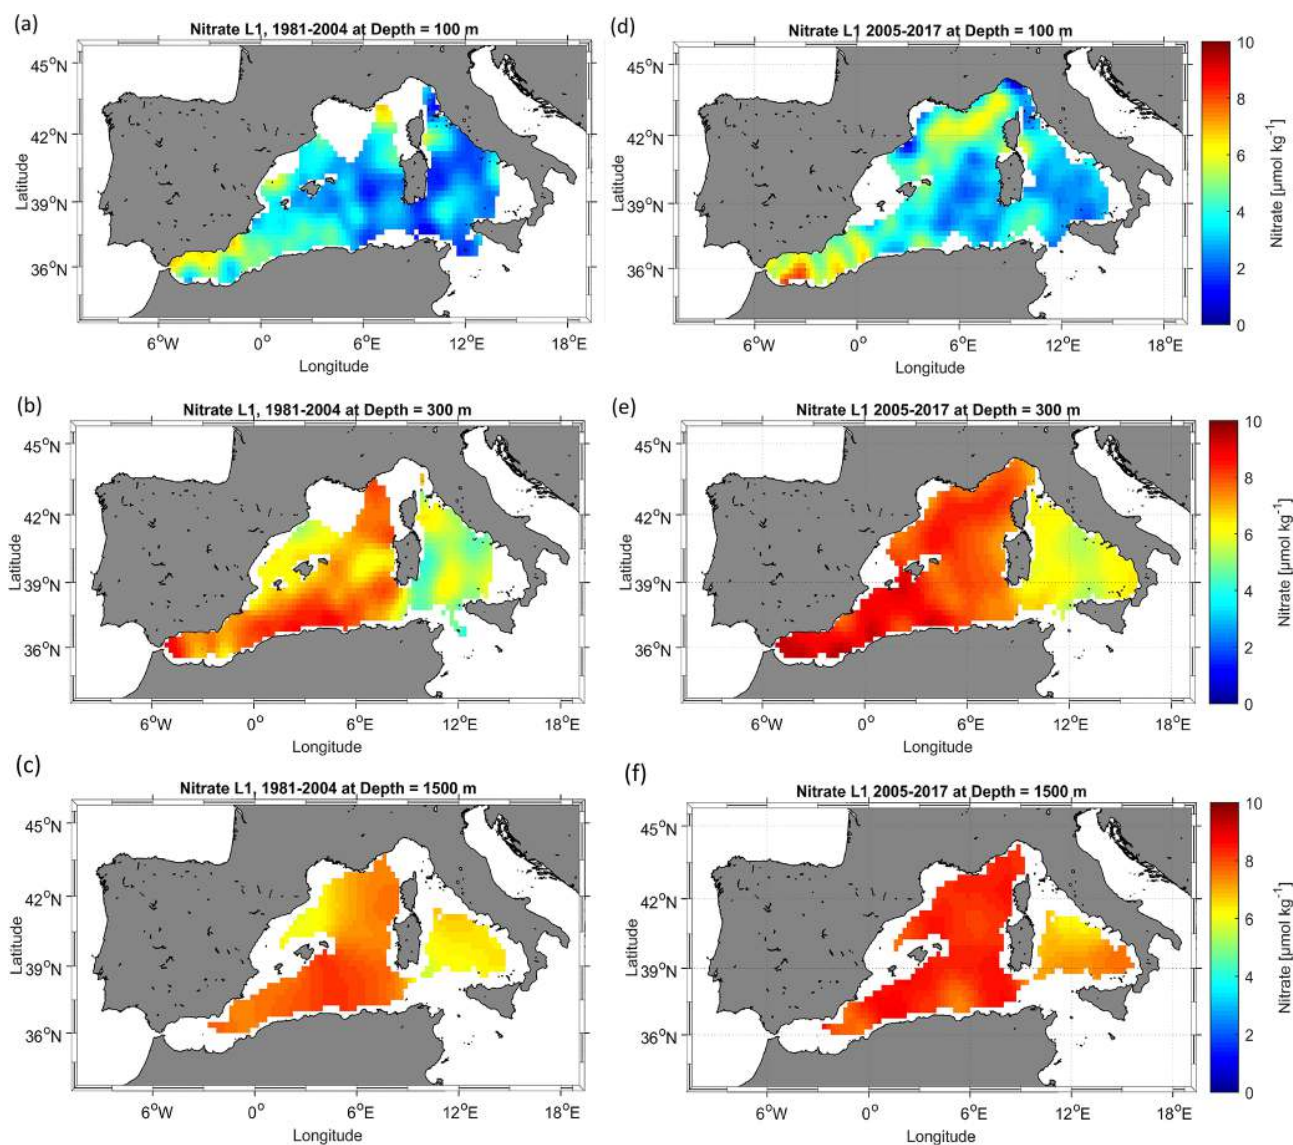 (a)
Nitrate L1, 1981-2004 at Depth = 100 m
45°N
42°N
39°N
36°N
Latitude
6°W 0° 6°E 12°E 18°E
Longitude
(d)
Nitrate L1 2005-2017 at Depth = 100 m
45°N
42°N
39°N
36°N
Latitude
6°W 0° 6°E 12°E 18°E
Longitude
10
8
6
4
2
0
Nitrate [µmol kg⁻¹]
(b)
Nitrate L1, 1981-2004 at Depth = 300 m
45°N
42°N
39°N
36°N
Latitude
6°W 0° 6°E 12°E 18°E
Longitude
(e)
Nitrate L1 2005-2017 at Depth = 300 m
45°N
42°N
39°N
36°N
Latitude
6°W 0° 6°E 12°E 18°E
Longitude
10
8
6
4
2
0
Nitrate [µmol kg⁻¹]
(c)
Nitrate L1, 1981-2004 at Depth = 1500 m
45°N
42°N
39°N
36°N
Latitude
6°W 0° 6°E 12°E 18°E
Longitude
(f)
Nitrate L1 2005-2017 at Depth = 1500 m
45°N
42°N
39°N
36°N
Latitude
6°W 0° 6°E 12°E 18°E
Longitude
10
8
6
4
2
0
Nitrate [µmol kg⁻¹]